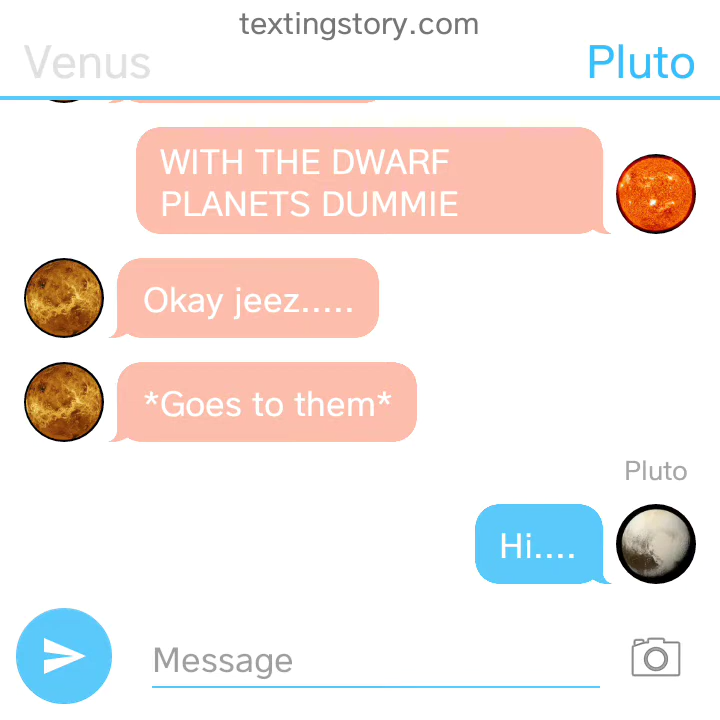 textingstory.com
Venus
Pluto
WITH THE DWARF
PLANETS DUMMIE
Okay jeez.....
*Goes to them*
Pluto
Hi....
Message